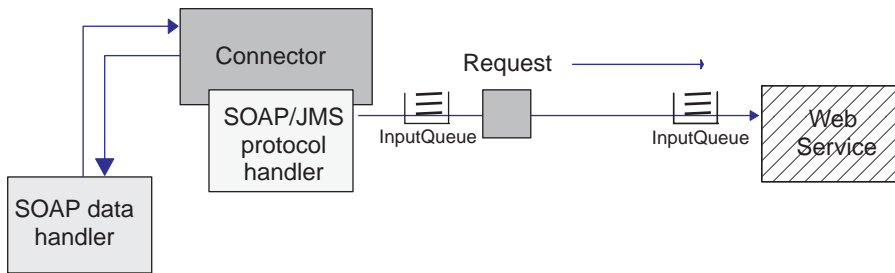 Connector
Request
SOAP/JMS
protocol
handler
InputQueue
InputQueue
Web
Service
SOAP data
handler